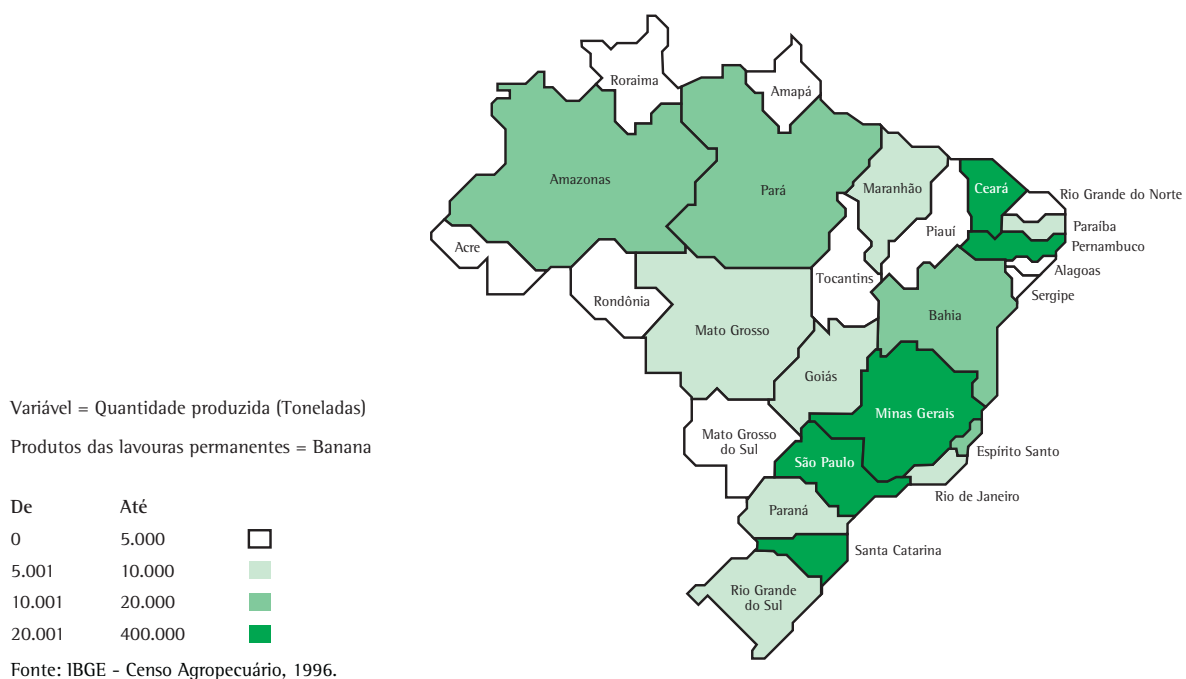 Roraima
Amapá
Amazonas
Pará
Maranhão
Ceará
Rio Grande do Norte
Paraíba
Piauí
Pernambuco
Acre
Alagoas
Tocantins
Sergipe
Rondônia
Bahia
Mato Grosso
Goiás
Minas Gerais
Mato Grosso
do Sul
Espírito Santo
São Paulo
Rio de Janeiro
Paraná
Santa Catarina
Rio Grande
do Sul
Variável = Quantidade produzida (Toneladas)
Produtos das lavouras permanentes = Banana
De Até
0 5.000
5.001 10.000
10.001 20.000
20.001 400.000
Fonte: IBGE - Censo Agropecuário, 1996.